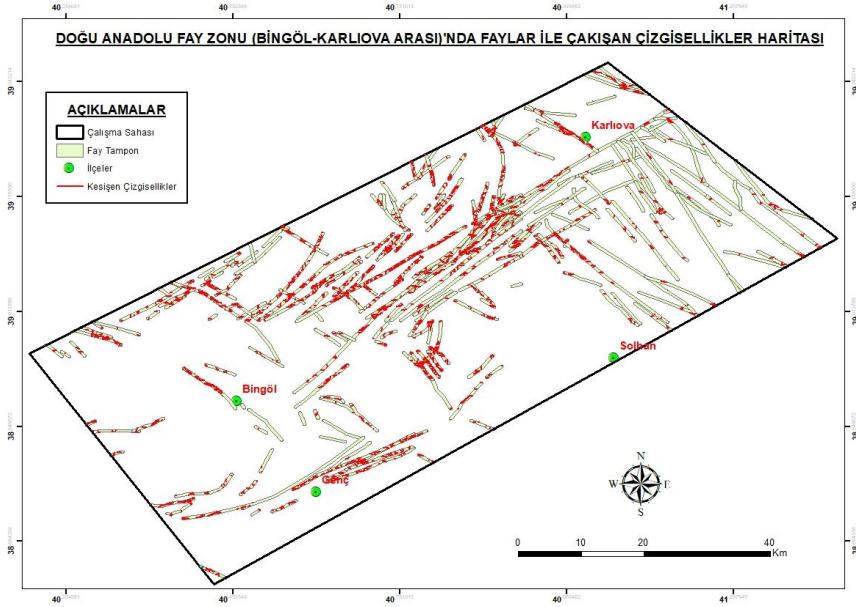 DOĞU ANADOLU FAY ZONU (BİNGÖL-KARLIOVA ARASI)'NDA FAYLAR İLE ÇAKIŞAN ÇİZGİSELLİKLER HARİTASI
AÇIKLAMALAR
Çalışma Sahası
Fay Tampon
İlçeler
Kesişen Çizgisellikler
Karlıova
Solhan
Bingöl
Genç
N
W E
S
0 10 20 40
Km
40 40 40 40 41
39
39
39
38
38